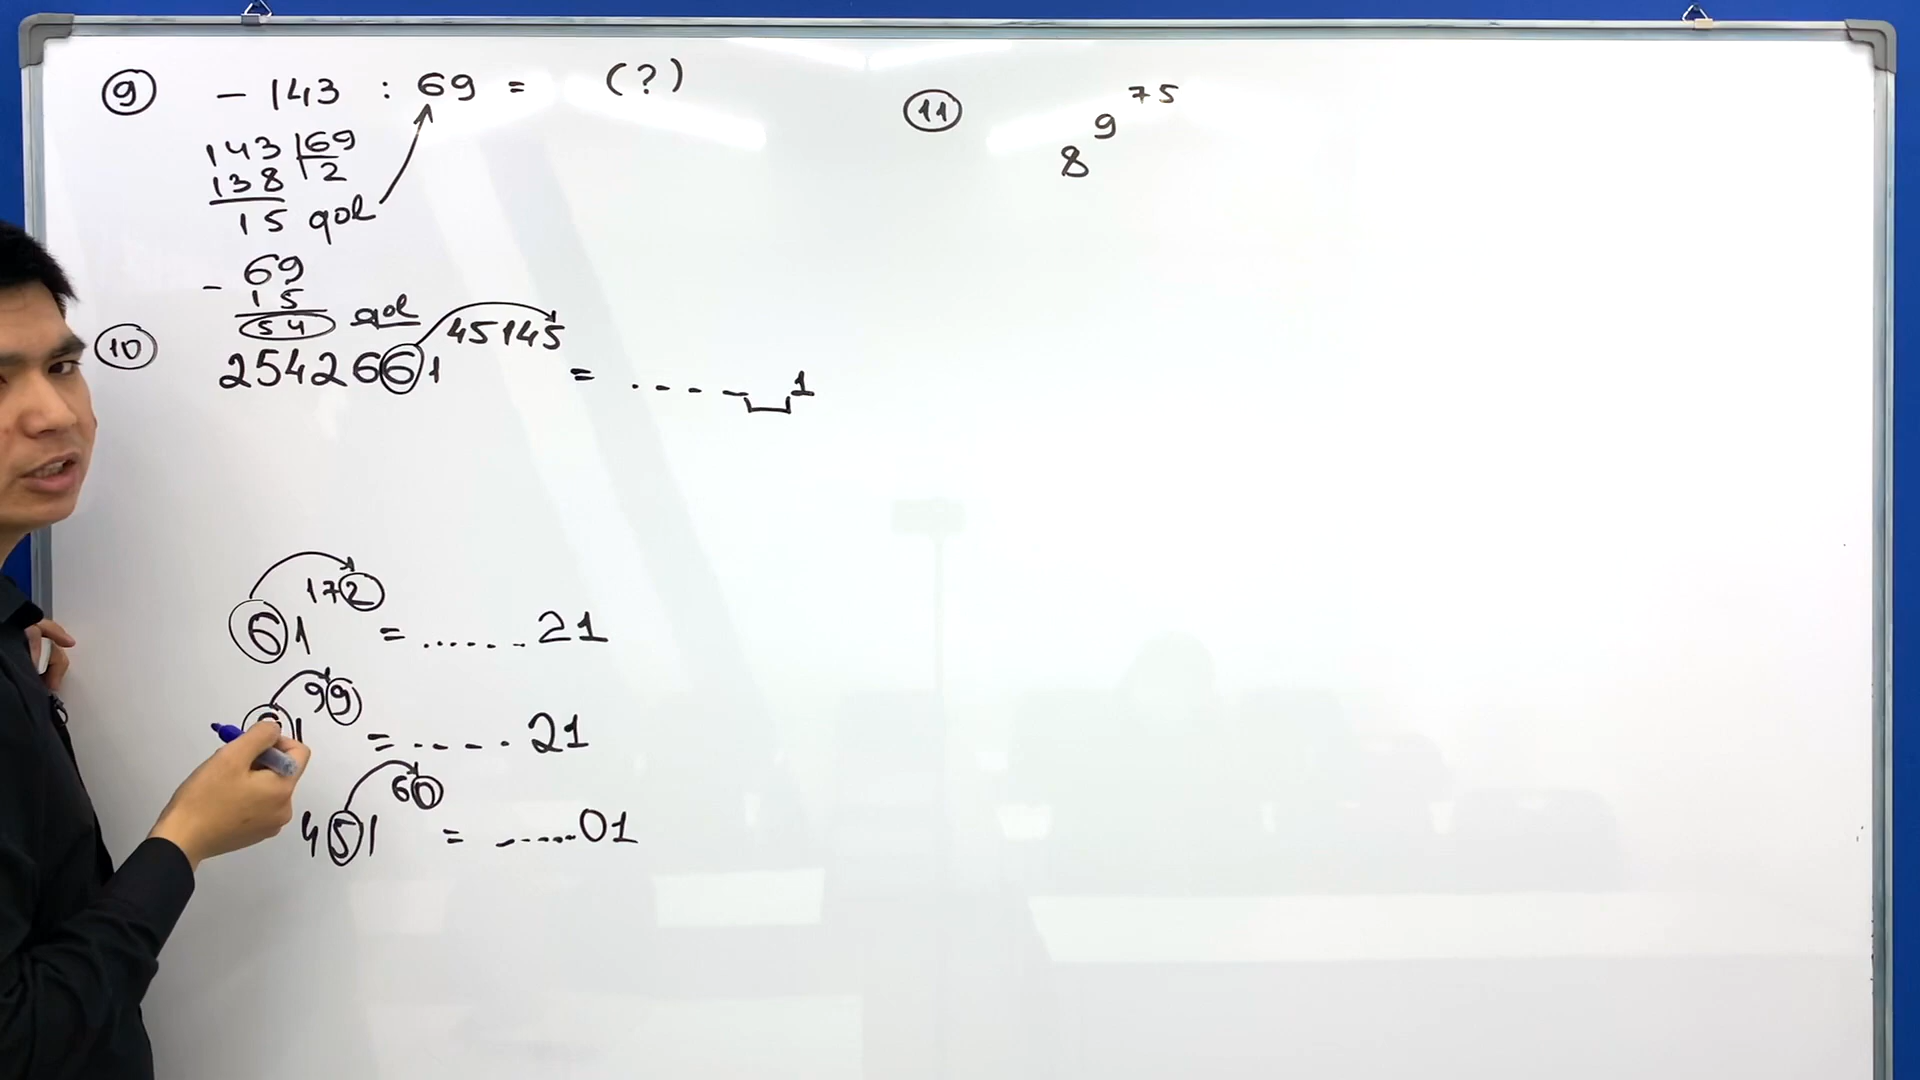 9 - 143 : 69 = (?)
143 69
138 2
15 qol
- 69
15
54 qol
10 2542661^45145 = . . - - _ 1
61^172 = ...... 21
1^99 = ..... 21
451^60 = ...... 01
11 8^9^75